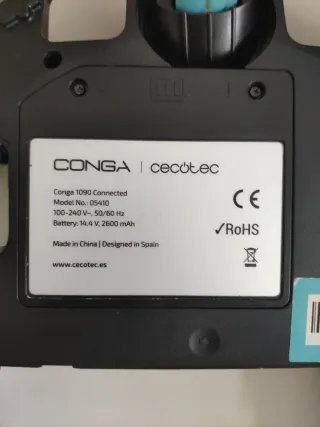 CONGA | cecotec
Conga 1090 Connected
Model No.: 05410
100-240 V~, 50/60 Hz
Battery: 14.4 V, 2600 mAh
CE
✓RoHS
Made in China | Designed in Spain
www.cecotec.es